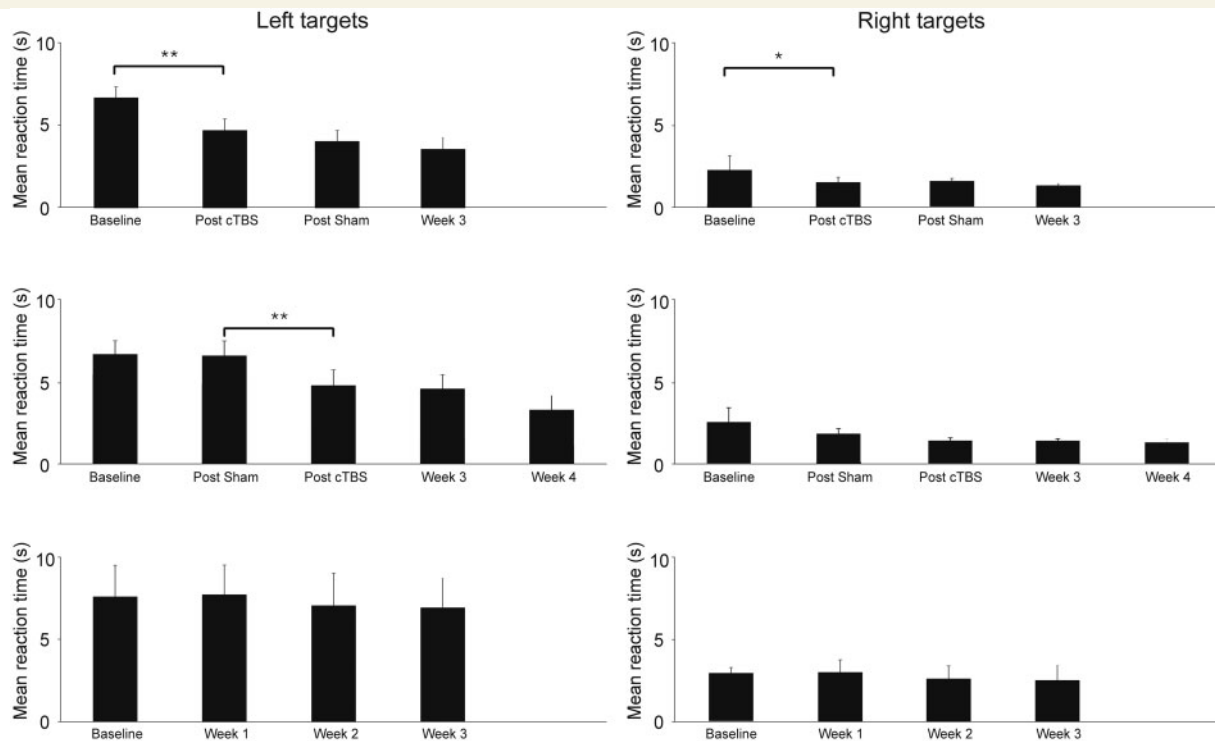 Left targets
Right targets
Mean reaction time (s)
10
5
0
**
Baseline Post cTBS Post Sham Week 3
Mean reaction time (s)
10
5
0
*
Baseline Post cTBS Post Sham Week 3
Mean reaction time (s)
10
5
0
**
Baseline Post Sham Post cTBS Week 3 Week 4
Mean reaction time (s)
10
5
0
Baseline Post Sham Post cTBS Week 3 Week 4
Mean reaction time (s)
10
5
0
Baseline Week 1 Week 2 Week 3
Mean reaction time (s)
10
5
0
Baseline Week 1 Week 2 Week 3